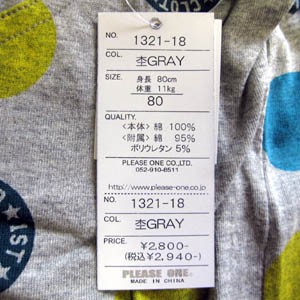 NO. 1321-18
COL. 杢GRAY
SIZE. 身長 80cm
体重 11kg
80
QUALITY.
<本体> 綿 100%
<附属> 綿 95%
ポリウレタン 5%
PLEASE ONE CO.,LTD.
052-910-6511
http://www.please-one.co.jp
NO. 1321-18
COL. 杢GRAY
PRICE. ¥2,800-
(税込¥2,940-)
PLEASE ONE.
MADE IN CHINA